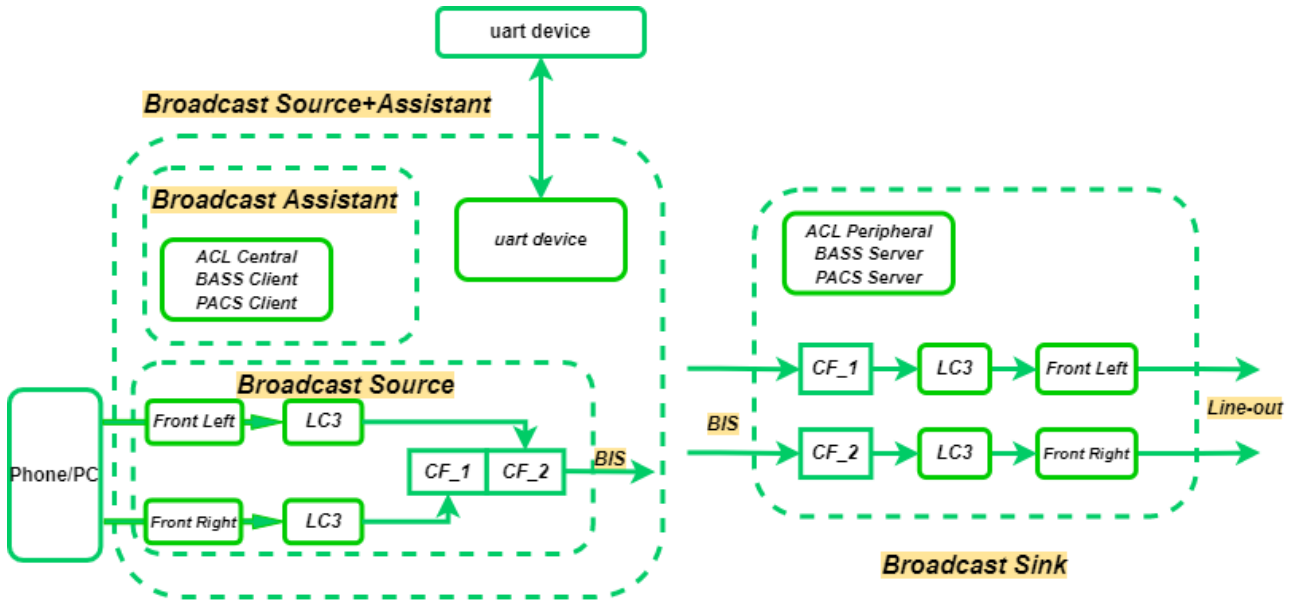 uart device
Broadcast Source+Assistant
Broadcast Assistant
ACL Central
BASS Client
PACS Client
uart device
Broadcast Source
Phone/PC
Front Left
LC3
CF_1
CF_2
BIS
Front Right
LC3
ACL Peripheral
BASS Server
PACS Server
CF_1
LC3
Front Left
BIS
Line-out
CF_2
LC3
Front Right
Broadcast Sink